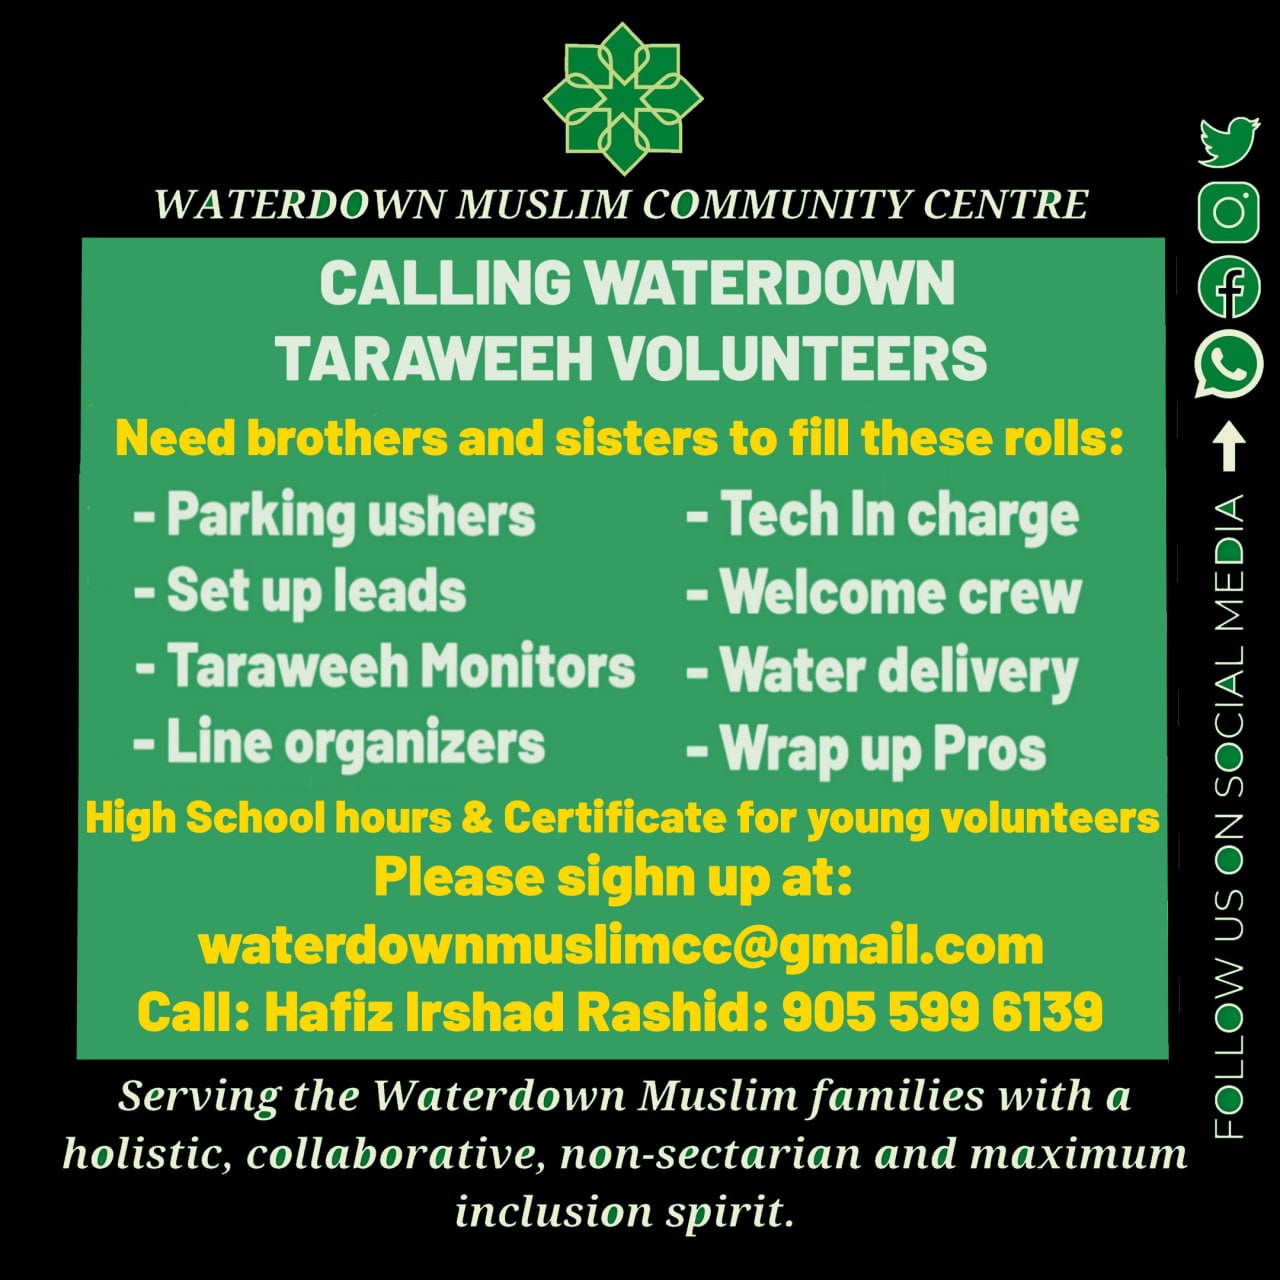 WATERDOWN MUSLIM COMMUNITY CENTRE
CALLING WATERDOWN
TARAWEEH VOLUNTEERS
Need brothers and sisters to fill these rolls:
- Parking ushers
- Set up leads
- Taraweeh Monitors
- Line organizers
- Tech In charge
- Welcome crew
- Water delivery
- Wrap up Pros
High School hours & Certificate for young volunteers
Please sighn up at:
waterdownmuslimcc@gmail.com
Call: Hafiz Irshad Rashid: 905 599 6139
Serving the Waterdown Muslim families with a
holistic, collaborative, non-sectarian and maximum
inclusion spirit.
FOLLOW US ON SOCIAL MEDIA